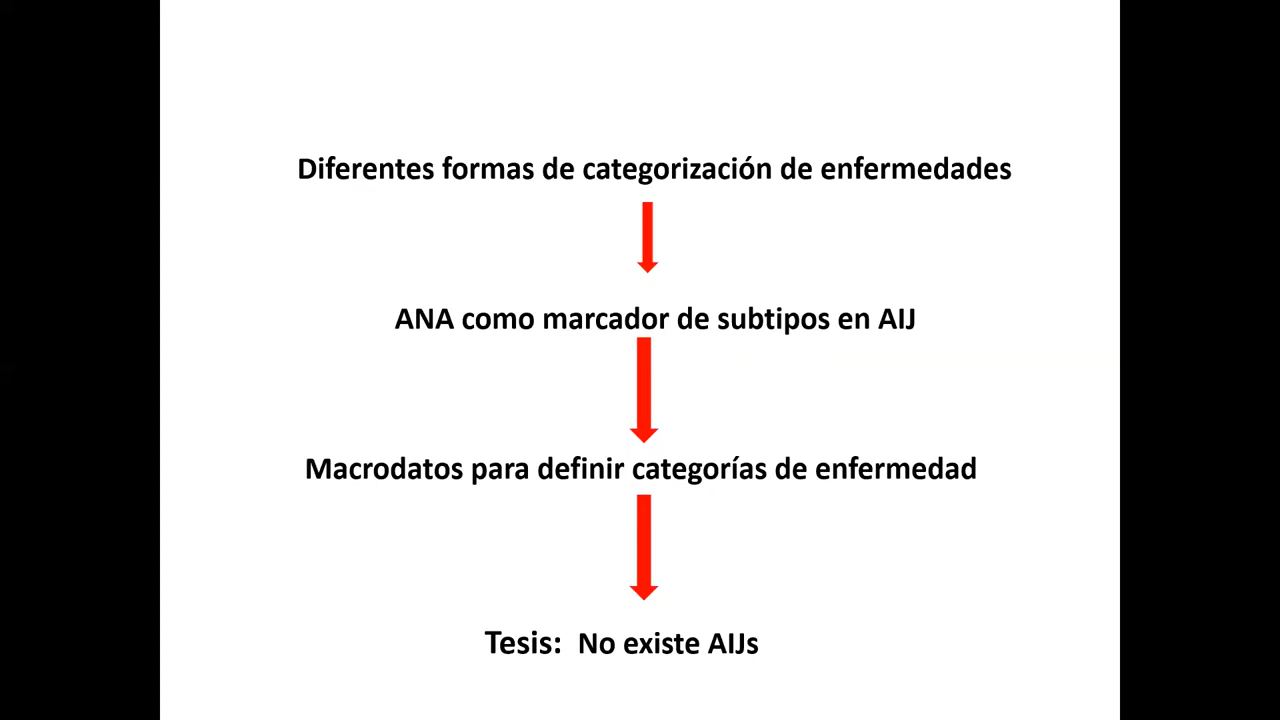 Diferentes formas de categorización de enfermedades
ANA como marcador de subtipos en AIJ
Macrodatos para definir categorías de enfermedad
Tesis: No existe AIJs